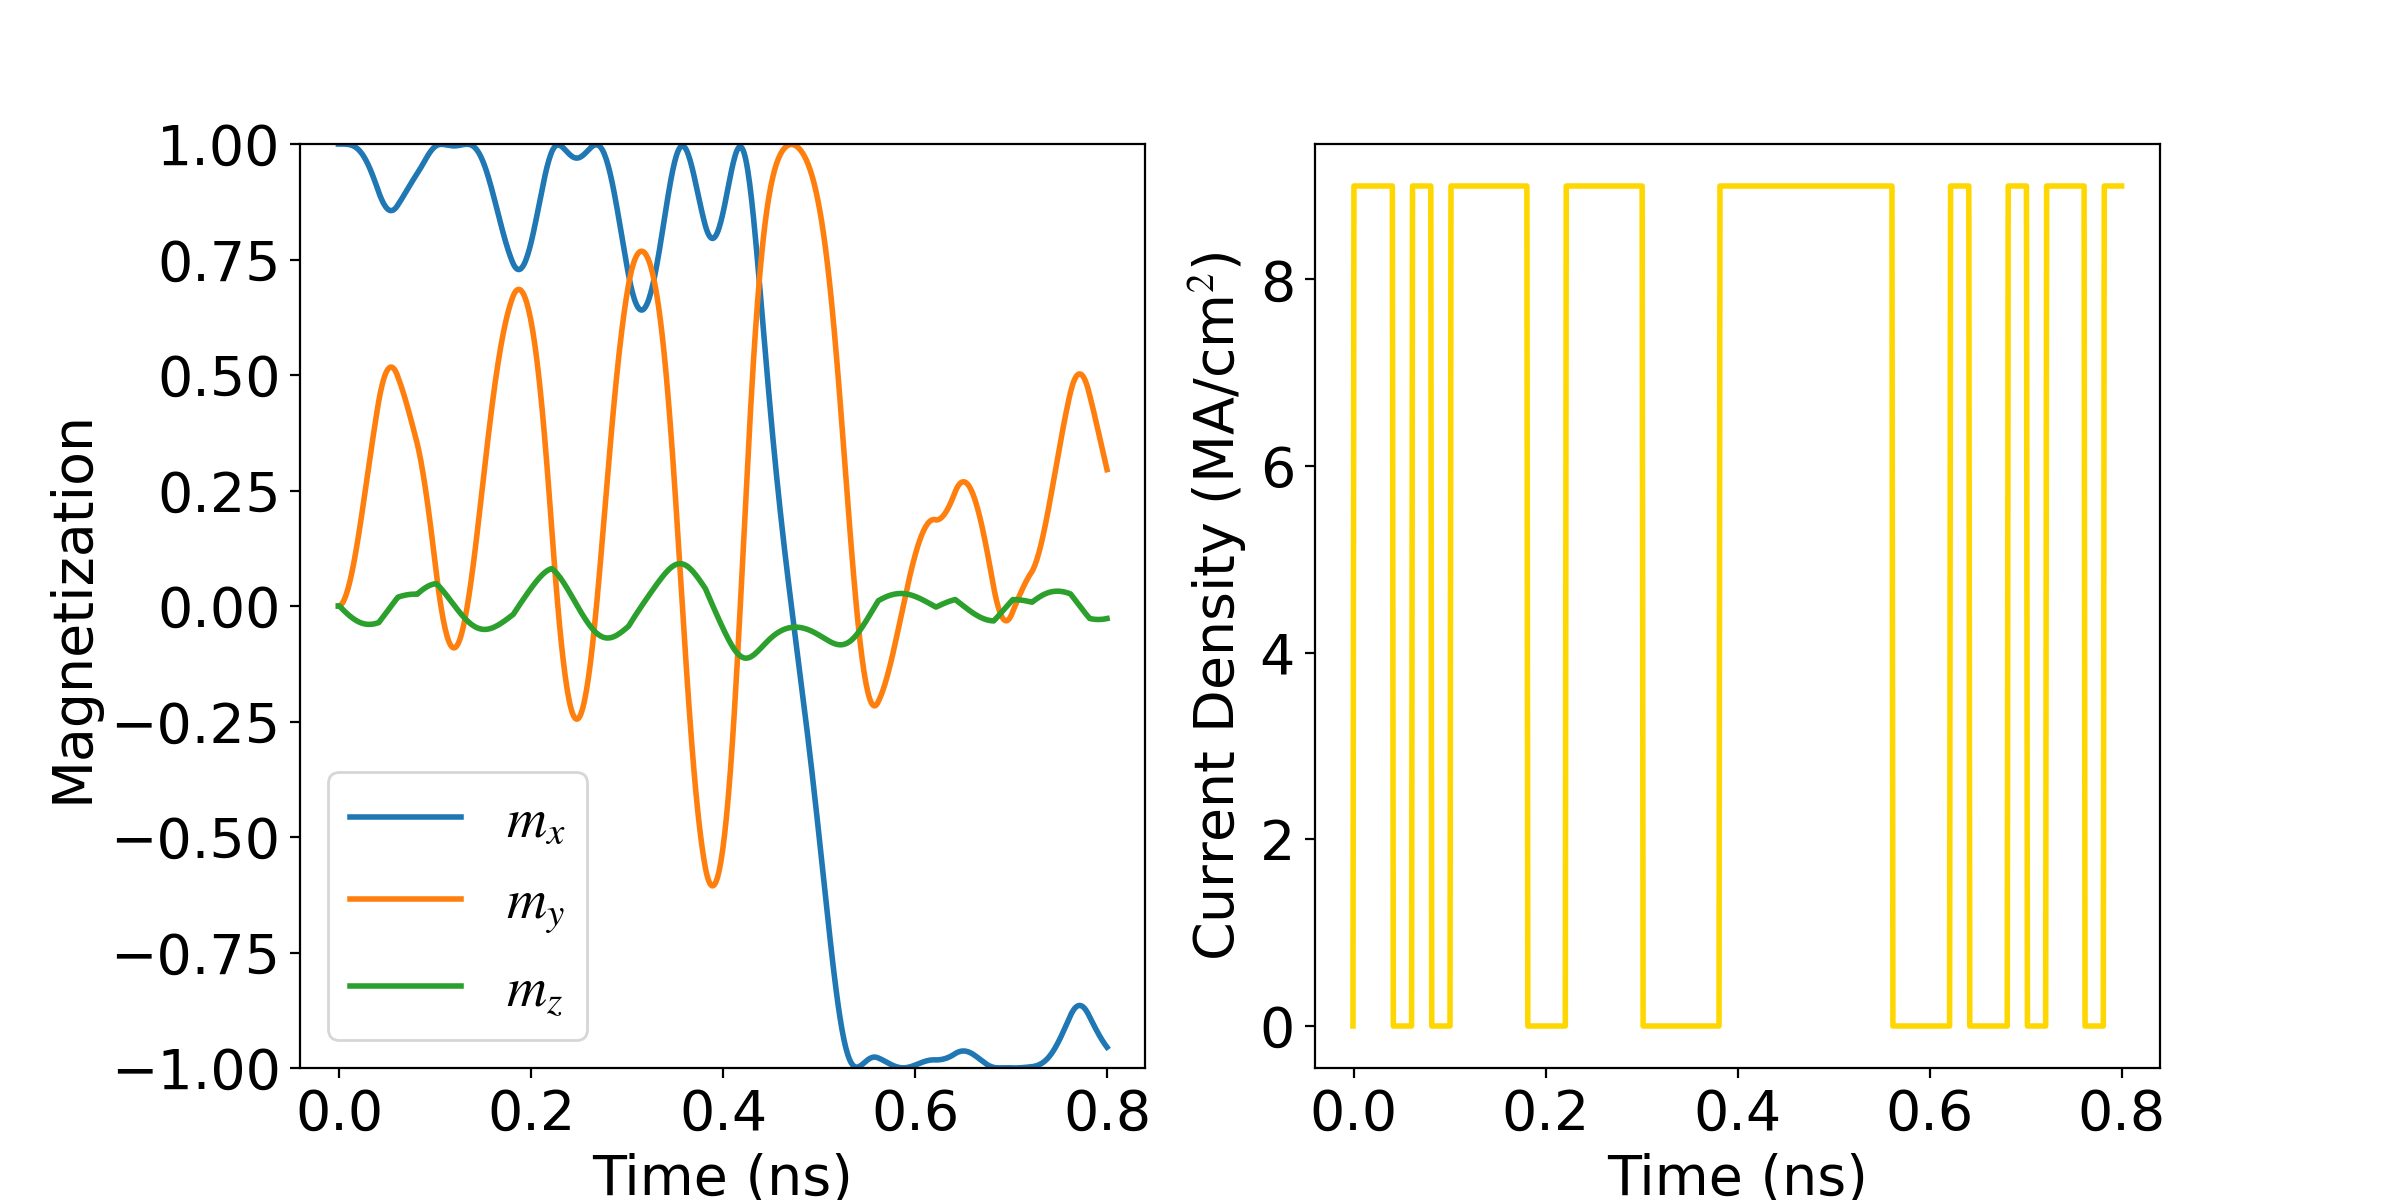 Magnetization
1.00
0.75
0.50
0.25
0.00
−0.25
−0.50
−0.75
−1.00
m_x
m_y
m_z
0.0 0.2 0.4 0.6 0.8
Time (ns)
Current Density (MA/cm²)
8
6
4
2
0
0.0 0.2 0.4 0.6 0.8
Time (ns)